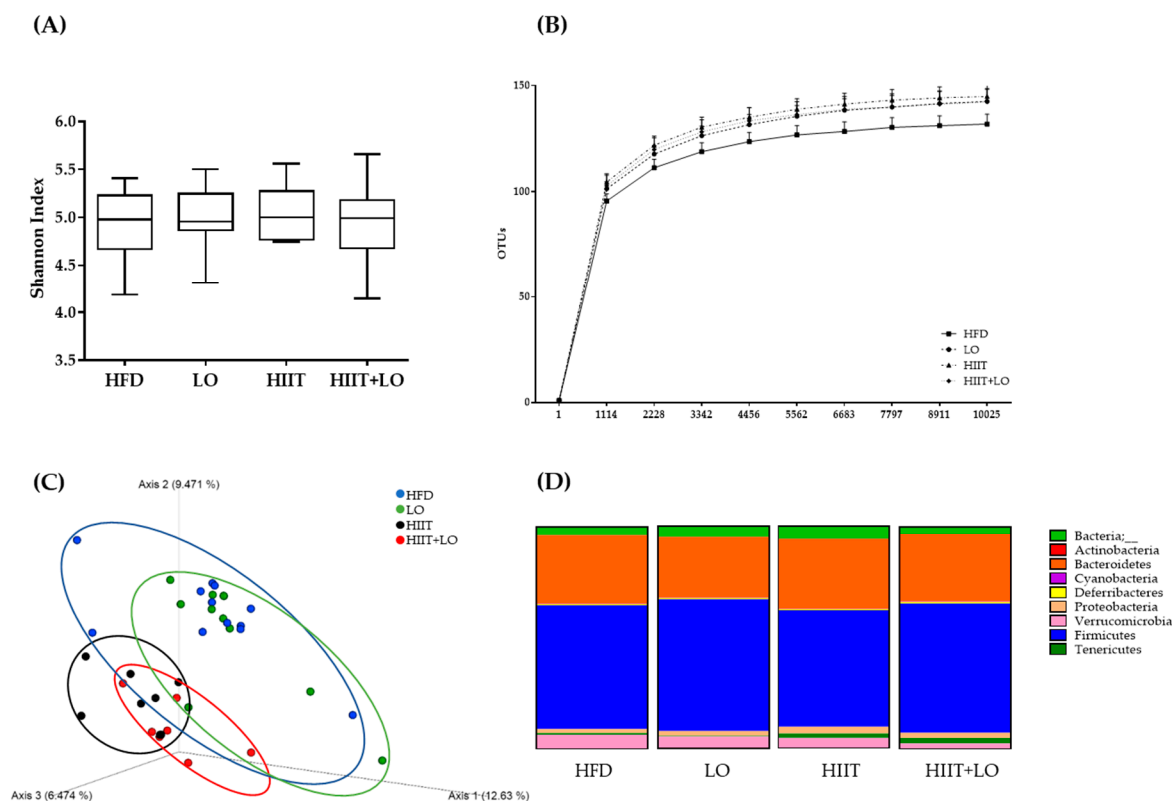 (A)
Shannon Index
6.0
5.5
5.0
4.5
4.0
3.5
HFD LO HIIT HIIT+LO
(B)
OTUs
150
100
50
0
1 1114 2228 3342 4456 5562 6683 7797 8911 10025
HFD
LO
HIIT
HIIT+LO
(C)
Axis 2 (9.471 %)
HFD
LO
HIIT
HIIT+LO
Axis 3 (6.474 %)
Axis 1 (12.63 %)
(D)
HFD LO HIIT HIIT+LO
Bacteria;__
Actinobacteria
Bacteroidetes
Cyanobacteria
Deferribacteres
Proteobacteria
Verrucomicrobia
Firmicutes
Tenericutes